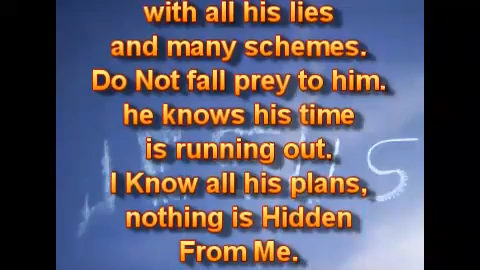 with all his lies
and many schemes.
Do Not fall prey to him.
he knows his time
is running out.
I Know all his plans,
nothing is Hidden
From Me.
JESUS